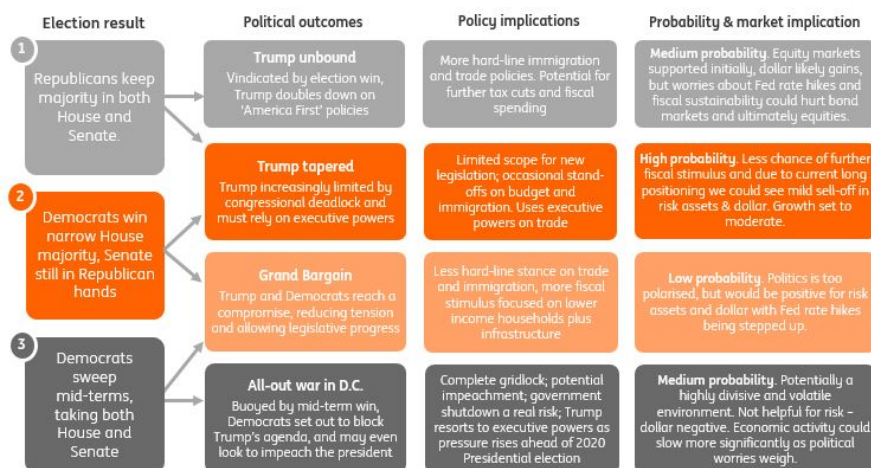 Election result
Political outcomes
Policy implications
Probability & market implication
1
Republicans keep
majority in both
House and
Senate.
Trump unbound
Vindicated by election win,
Trump doubles down on
'America First' policies
More hard-line immigration
and trade policies. Potential for
further tax cuts and fiscal
spending
Medium probability. Equity markets
supported initially, dollar likely gains,
but worries about Fed rate hikes and
fiscal sustainability could hurt bond
markets and ultimately equities.
Trump tapered
Trump increasingly limited by
congressional deadlock and
must rely on executive powers
Limited scope for new
legislation; occasional stand-
offs on budget and
immigration. Uses executive
powers on trade
High probability. Less chance of further
fiscal stimulus and due to current long
positioning we could see mild sell-off in
risk assets & dollar. Growth set to
moderate.
2
Democrats win
narrow House
majority, Senate
still in Republican
hands
Grand Bargain
Trump and Democrats reach a
compromise, reducing tension
and allowing legislative progress
Less hard-line stance on trade
and immigration, more fiscal
stimulus focused on lower
income households plus
infrastructure
Low probability. Politics is too
polarised, but would be positive for risk
assets and dollar with Fed rate hikes
being stepped up.
3
Democrats
sweep
mid-terms,
taking both
House and
Senate
All-out war in D.C.
Buoyed by mid-term win,
Democrats set out to block
Trump's agenda, and may even
look to impeach the president
Complete gridlock; potential
impeachment; government
shutdown a real risk; Trump
resorts to executive powers as
pressure rises ahead of 2020
Presidential election
Medium probability. Potentially a
highly divisive and volatile
environment. Not helpful for risk –
dollar negative. Economic activity could
slow more significantly as political
worries weigh.